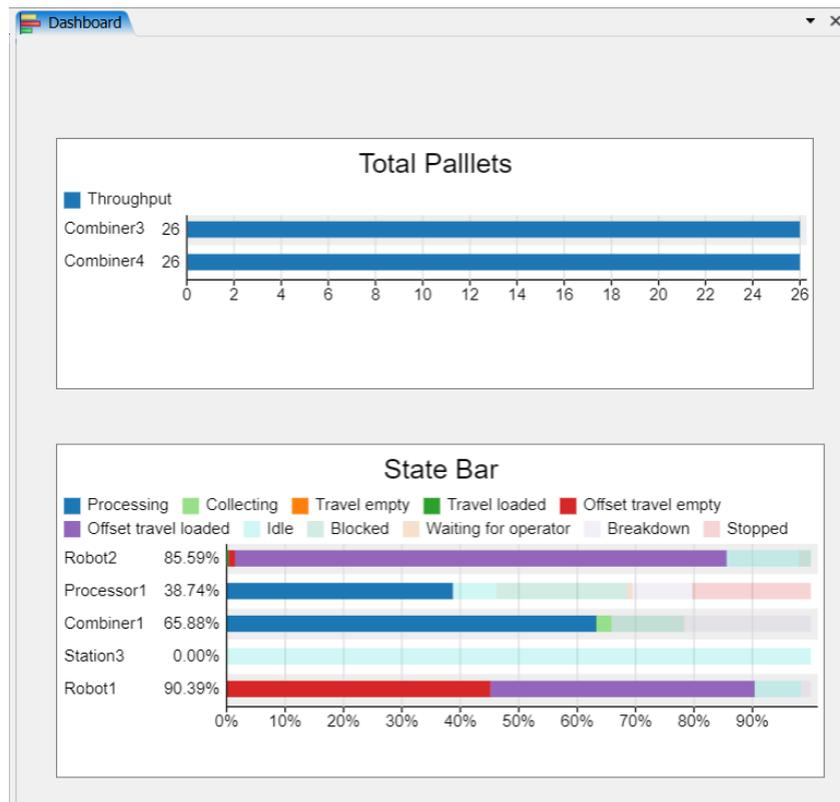 Dashboard
Total Palllets
Throughput
Combiner3 26
Combiner4 26
0 2 4 6 8 10 12 14 16 18 20 22 24 26
State Bar
Processing Collecting Travel empty Travel loaded Offset travel empty
Offset travel loaded Idle Blocked Waiting for operator Breakdown Stopped
Robot2 85.59%
Processor1 38.74%
Combiner1 65.88%
Station3 0.00%
Robot1 90.39%
0% 10% 20% 30% 40% 50% 60% 70% 80% 90%